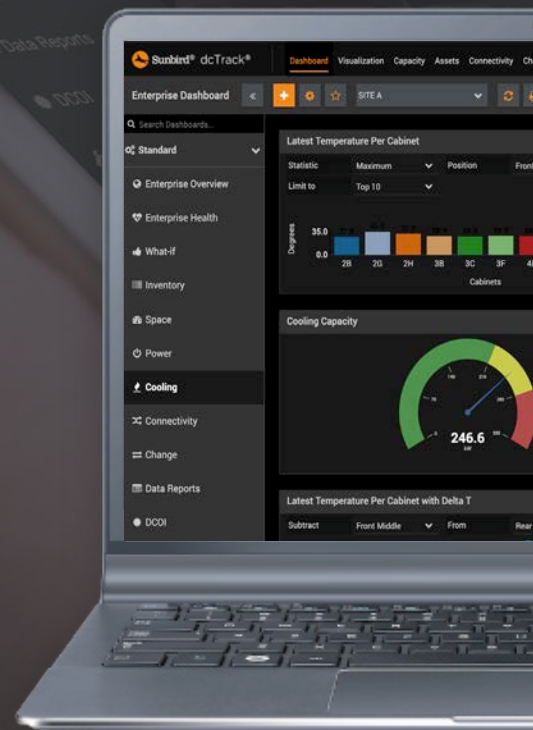 Data Reports
DCOI
Sunbird® dcTrack®
Dashboard Visualization Capacity Assets Connectivity
Enterprise Dashboard « + SITE A
Search Dashboards...
Standard
Enterprise Overview
Enterprise Health
What-if
Inventory
Space
Power
Cooling
Connectivity
Change
Data Reports
DCOI
Latest Temperature Per Cabinet
Statistic Maximum Position Front
Limit to Top 10
Degrees
35.0
0.0
2B 2G 2H 3B 3C 3F
Cabinets
Cooling Capacity
246.6
kW
Latest Temperature Per Cabinet with Delta T
Subtract Front Middle From Rear